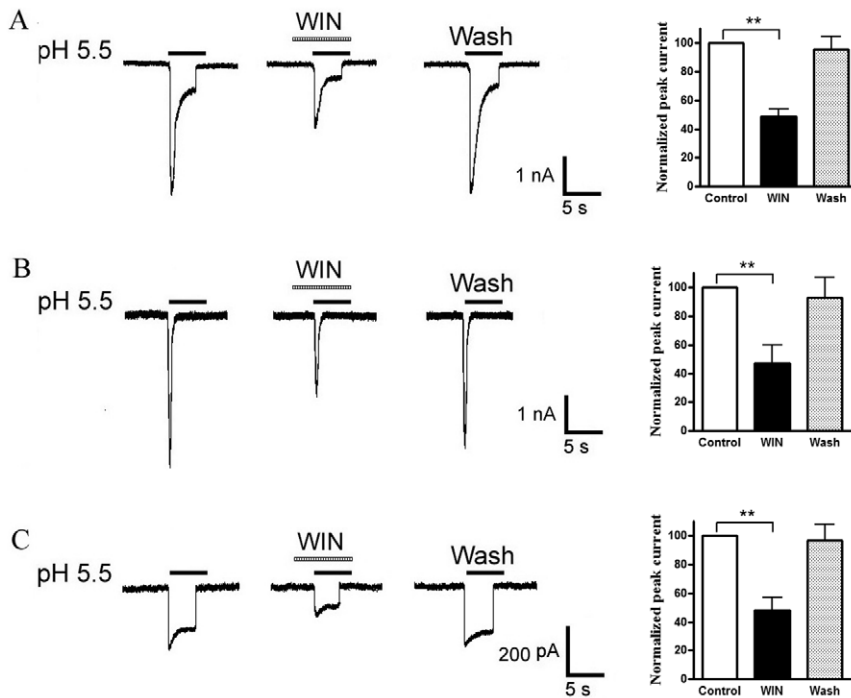 A
pH 5.5
WIN
Wash
1 nA
5 s
Normalized peak current
100
80
60
40
20
0
**
Control
WIN
Wash
B
pH 5.5
WIN
Wash
1 nA
5 s
Normalized peak current
100
80
60
40
20
0
**
Control
WIN
Wash
C
pH 5.5
WIN
Wash
200 pA
5 s
Normalized peak current
100
80
60
40
20
0
**
Control
WIN
Wash